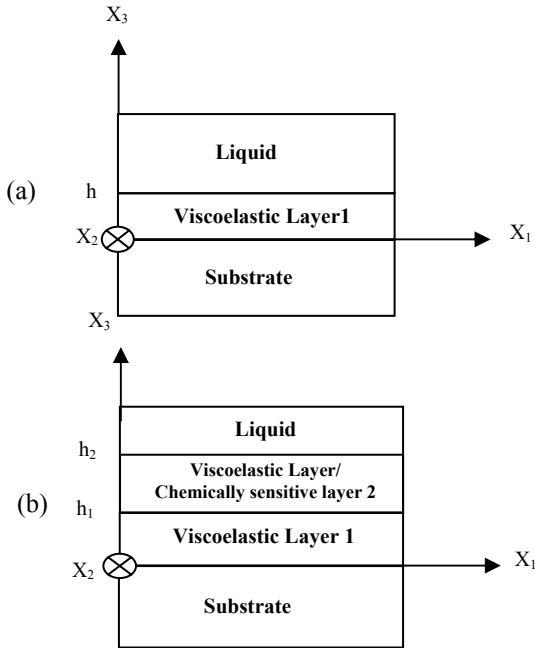 X3
Liquid
(a)
h
Viscoelastic Layer1
X2
X1
Substrate
X3
Liquid
h2
Viscoelastic Layer/
Chemically sensitive layer 2
(b)
h1
Viscoelastic Layer 1
X2
X1
Substrate